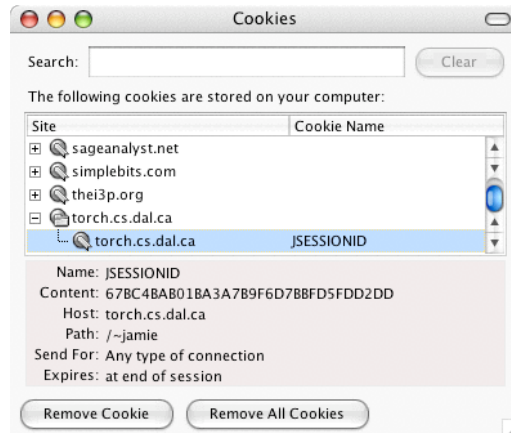 Cookies
Search: Clear
The following cookies are stored on your computer:
Site Cookie Name
sageanalyst.net
simplebits.com
thei3p.org
torch.cs.dal.ca
torch.cs.dal.ca JSESSIONID
Name: JSESSIONID
Content: 67BC4BAB01BA3A7B9F6D7BBFD5FDD2DD
Host: torch.cs.dal.ca
Path: /~jamie
Send For: Any type of connection
Expires: at end of session
Remove Cookie Remove All Cookies